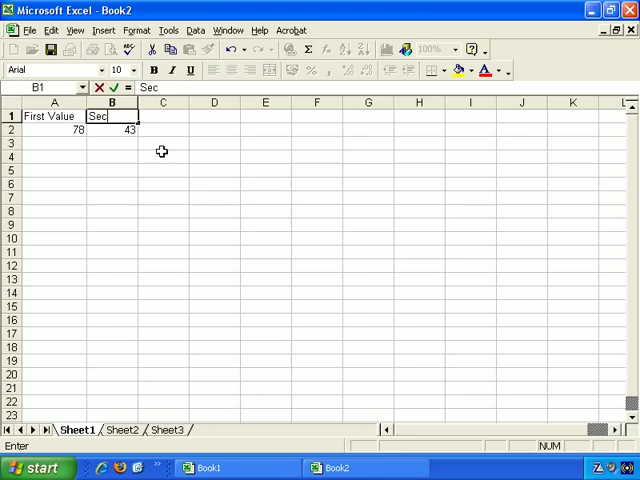 Microsoft Excel - Book2
File Edit View Insert Format Tools Data Window Help Acrobat
100%
Arial 10 B I U $ %
B1 = Sec
A B C D E F G H I J K L
1 First Value Sec
2 78 43
3
4
5
6
7
8
9
10
11
12
13
14
15
16
17
18
19
20
21
22
23
Sheet1 Sheet2 Sheet3
Enter NUM
start Book1 Book2